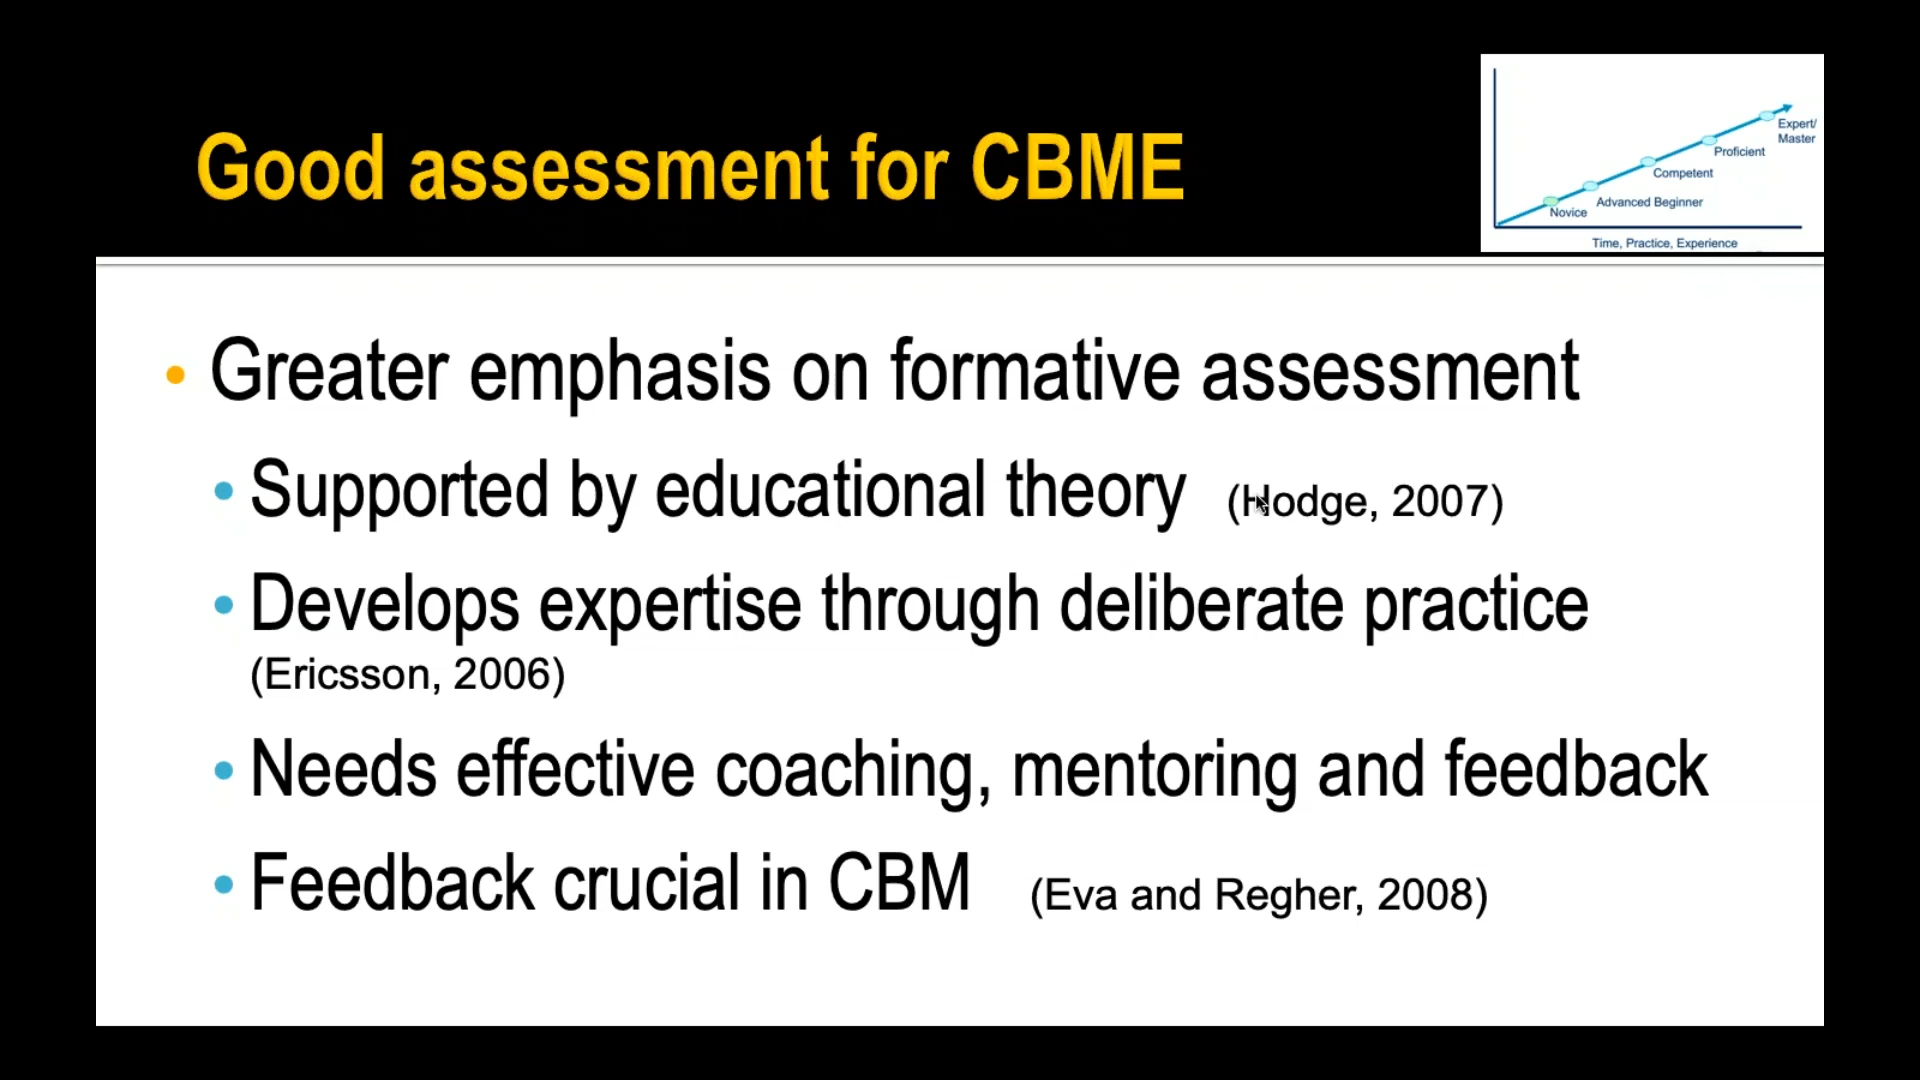 Good assessment for CBME
Expert/
Master
Proficient
Competent
Advanced Beginner
Novice
Time, Practice, Experience
• Greater emphasis on formative assessment
• Supported by educational theory (Hodge, 2007)
• Develops expertise through deliberate practice
(Ericsson, 2006)
• Needs effective coaching, mentoring and feedback
• Feedback crucial in CBM (Eva and Regher, 2008)